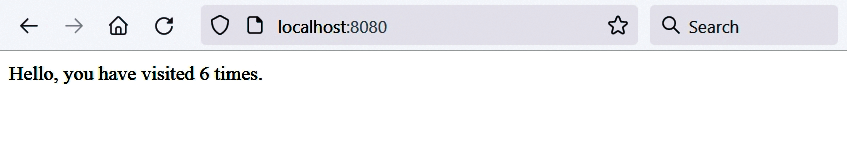 localhost:8080 Search
Hello, you have visited 6 times.